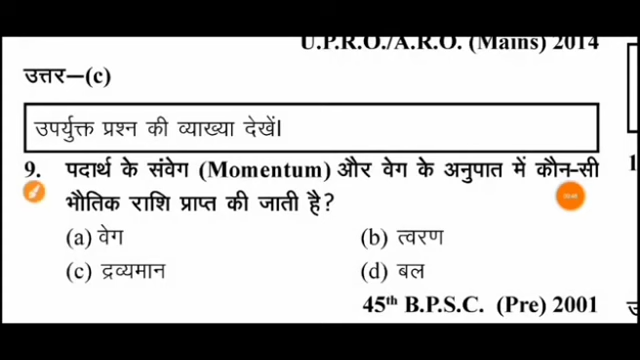 U.P.R.O./A.R.O. (Mains) 2014
उत्तर—(c)
उपर्युक्त प्रश्न की व्याख्या देखें।
9. पदार्थ के संवेग (Momentum) और वेग के अनुपात में कौन-सी
भौतिक राशि प्राप्त की जाती है?
(a) वेग (b) त्वरण
(c) द्रव्यमान (d) बल
45th B.P.S.C. (Pre) 2001